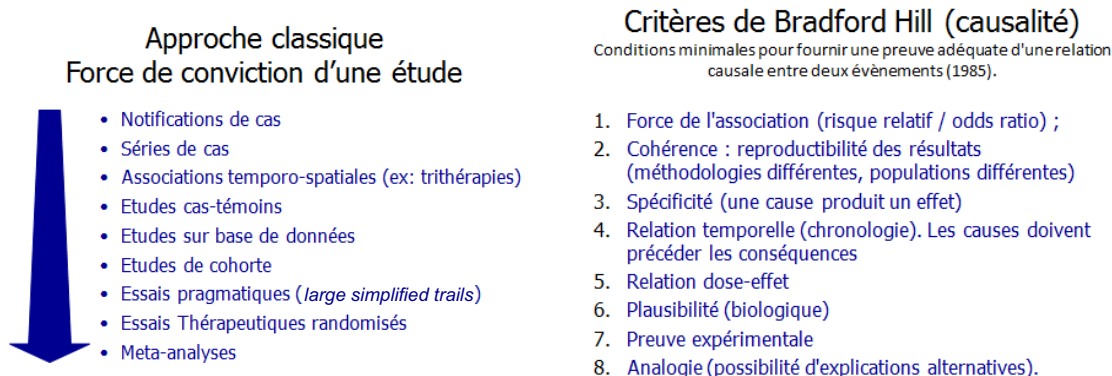 Approche classique
Force de conviction d'une étude
• Notifications de cas
• Séries de cas
• Associations temporo-spatiales (ex: trithérapies)
• Etudes cas-témoins
• Etudes sur base de données
• Etudes de cohorte
• Essais pragmatiques (large simplified trails)
• Essais Thérapeutiques randomisés
• Meta-analyses
Critères de Bradford Hill (causalité)
Conditions minimales pour fournir une preuve adéquate d'une relation
causale entre deux évènements (1985).
1. Force de l'association (risque relatif / odds ratio) ;
2. Cohérence : reproductibilité des résultats
(méthodologies différentes, populations différentes)
3. Spécificité (une cause produit un effet)
4. Relation temporelle (chronologie). Les causes doivent
précéder les conséquences
5. Relation dose-effet
6. Plausibilité (biologique)
7. Preuve expérimentale
8. Analogie (possibilité d'explications alternatives).